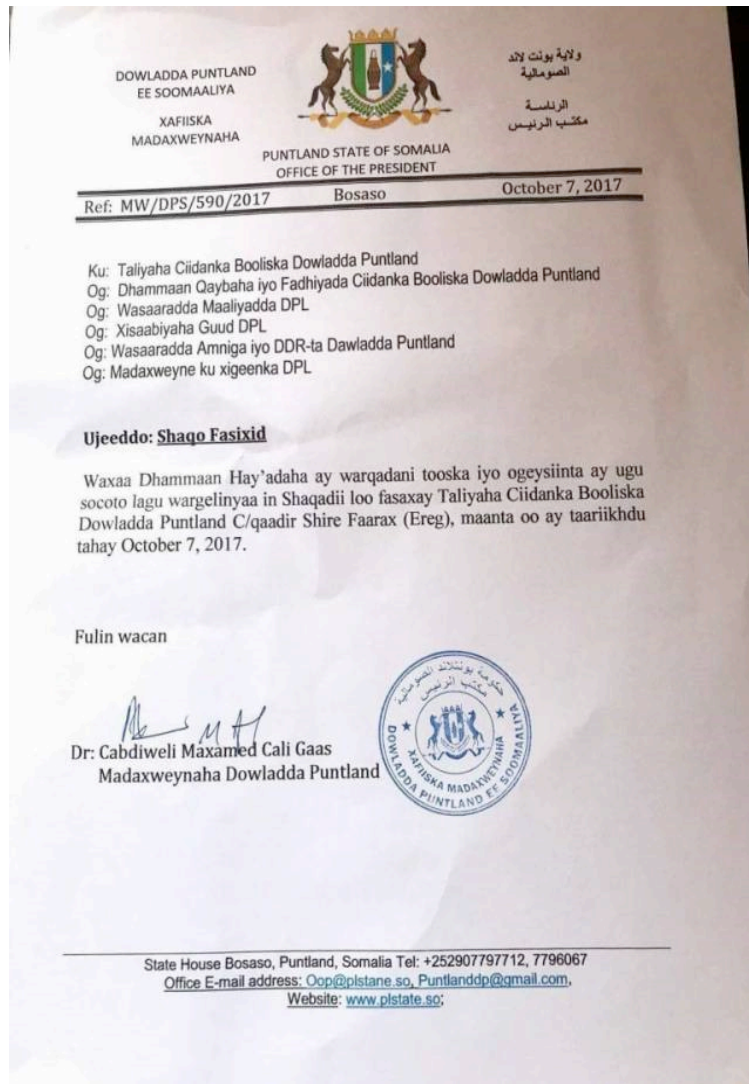 DOWLADDA PUNTLAND
EE SOOMAALIYA
XAFIISKA
MADAXWEYNAHA
ولاية بونت لاند
الصومالية
الرئاسة
مكتب الرئيس
PUNTLAND STATE OF SOMALIA
OFFICE OF THE PRESIDENT
Ref: MW/DPS/590/2017 Bosaso October 7, 2017
Ku: Taliyaha Ciidanka Booliska Dowladda Puntland
Og: Dhammaan Qaybaha iyo Fadhiyada Ciidanka Booliska Dowladda Puntland
Og: Wasaaradda Maaliyadda DPL
Og: Xisaabiyaha Guud DPL
Og: Wasaaradda Amniga iyo DDR-ta Dawladda Puntland
Og: Madaxweyne ku xigeenka DPL
Ujeeddo: Shaqo Fasixid
Waxaa Dhammaan Hay'adaha ay warqadani tooska iyo ogeysiinta ay ugu
socoto lagu wargelinyaa in Shaqadii loo fasaxay Taliyaha Ciidanka Booliska
Dowladda Puntland C/qaadir Shire Faarax (Ereg), maanta oo ay taariikhdu
tahay October 7, 2017.
Fulin wacan
Dr: Cabdiweli Maxamed Cali Gaas
Madaxweynaha Dowladda Puntland
حكومة بونتلاند الصومالية
مكتب الرئيس
XAFIISKA MADAXWEYNAHA
DOWLADDA PUNTLAND EE SOOMAALIYA
State House Bosaso, Puntland, Somalia Tel: +252907797712, 7796067
Office E-mail address: Oop@plstane.so, Puntlanddp@gmail.com,
Website: www.plstate.so;